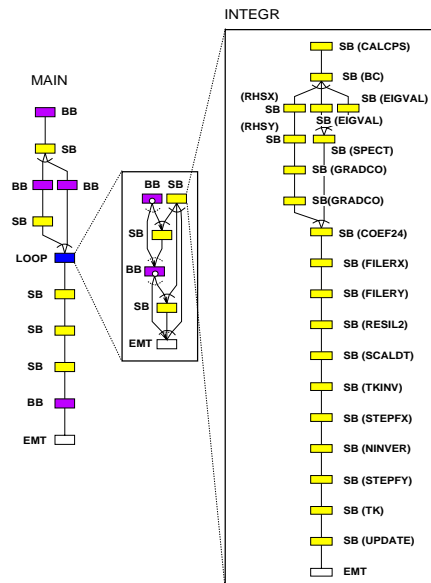 INTEGR
MAIN
BB
SB
BB BB
SB
LOOP
SB
SB
SB
BB
EMT
BB SB
SB
BB
SB
EMT
SB (CALCPS)
SB (BC)
(RHSX)
SB
SB (EIGVAL)
SB (EIGVAL)
(RHSY)
SB
SB (SPECT)
SB (GRADCO)
SB(GRADCO)
SB (COEF24)
SB (FILERX)
SB (FILERY)
SB (RESIL2)
SB (SCALDT)
SB (TKINV)
SB (STEPFX)
SB (NINVER)
SB (STEPFY)
SB (TK)
SB (UPDATE)
EMT